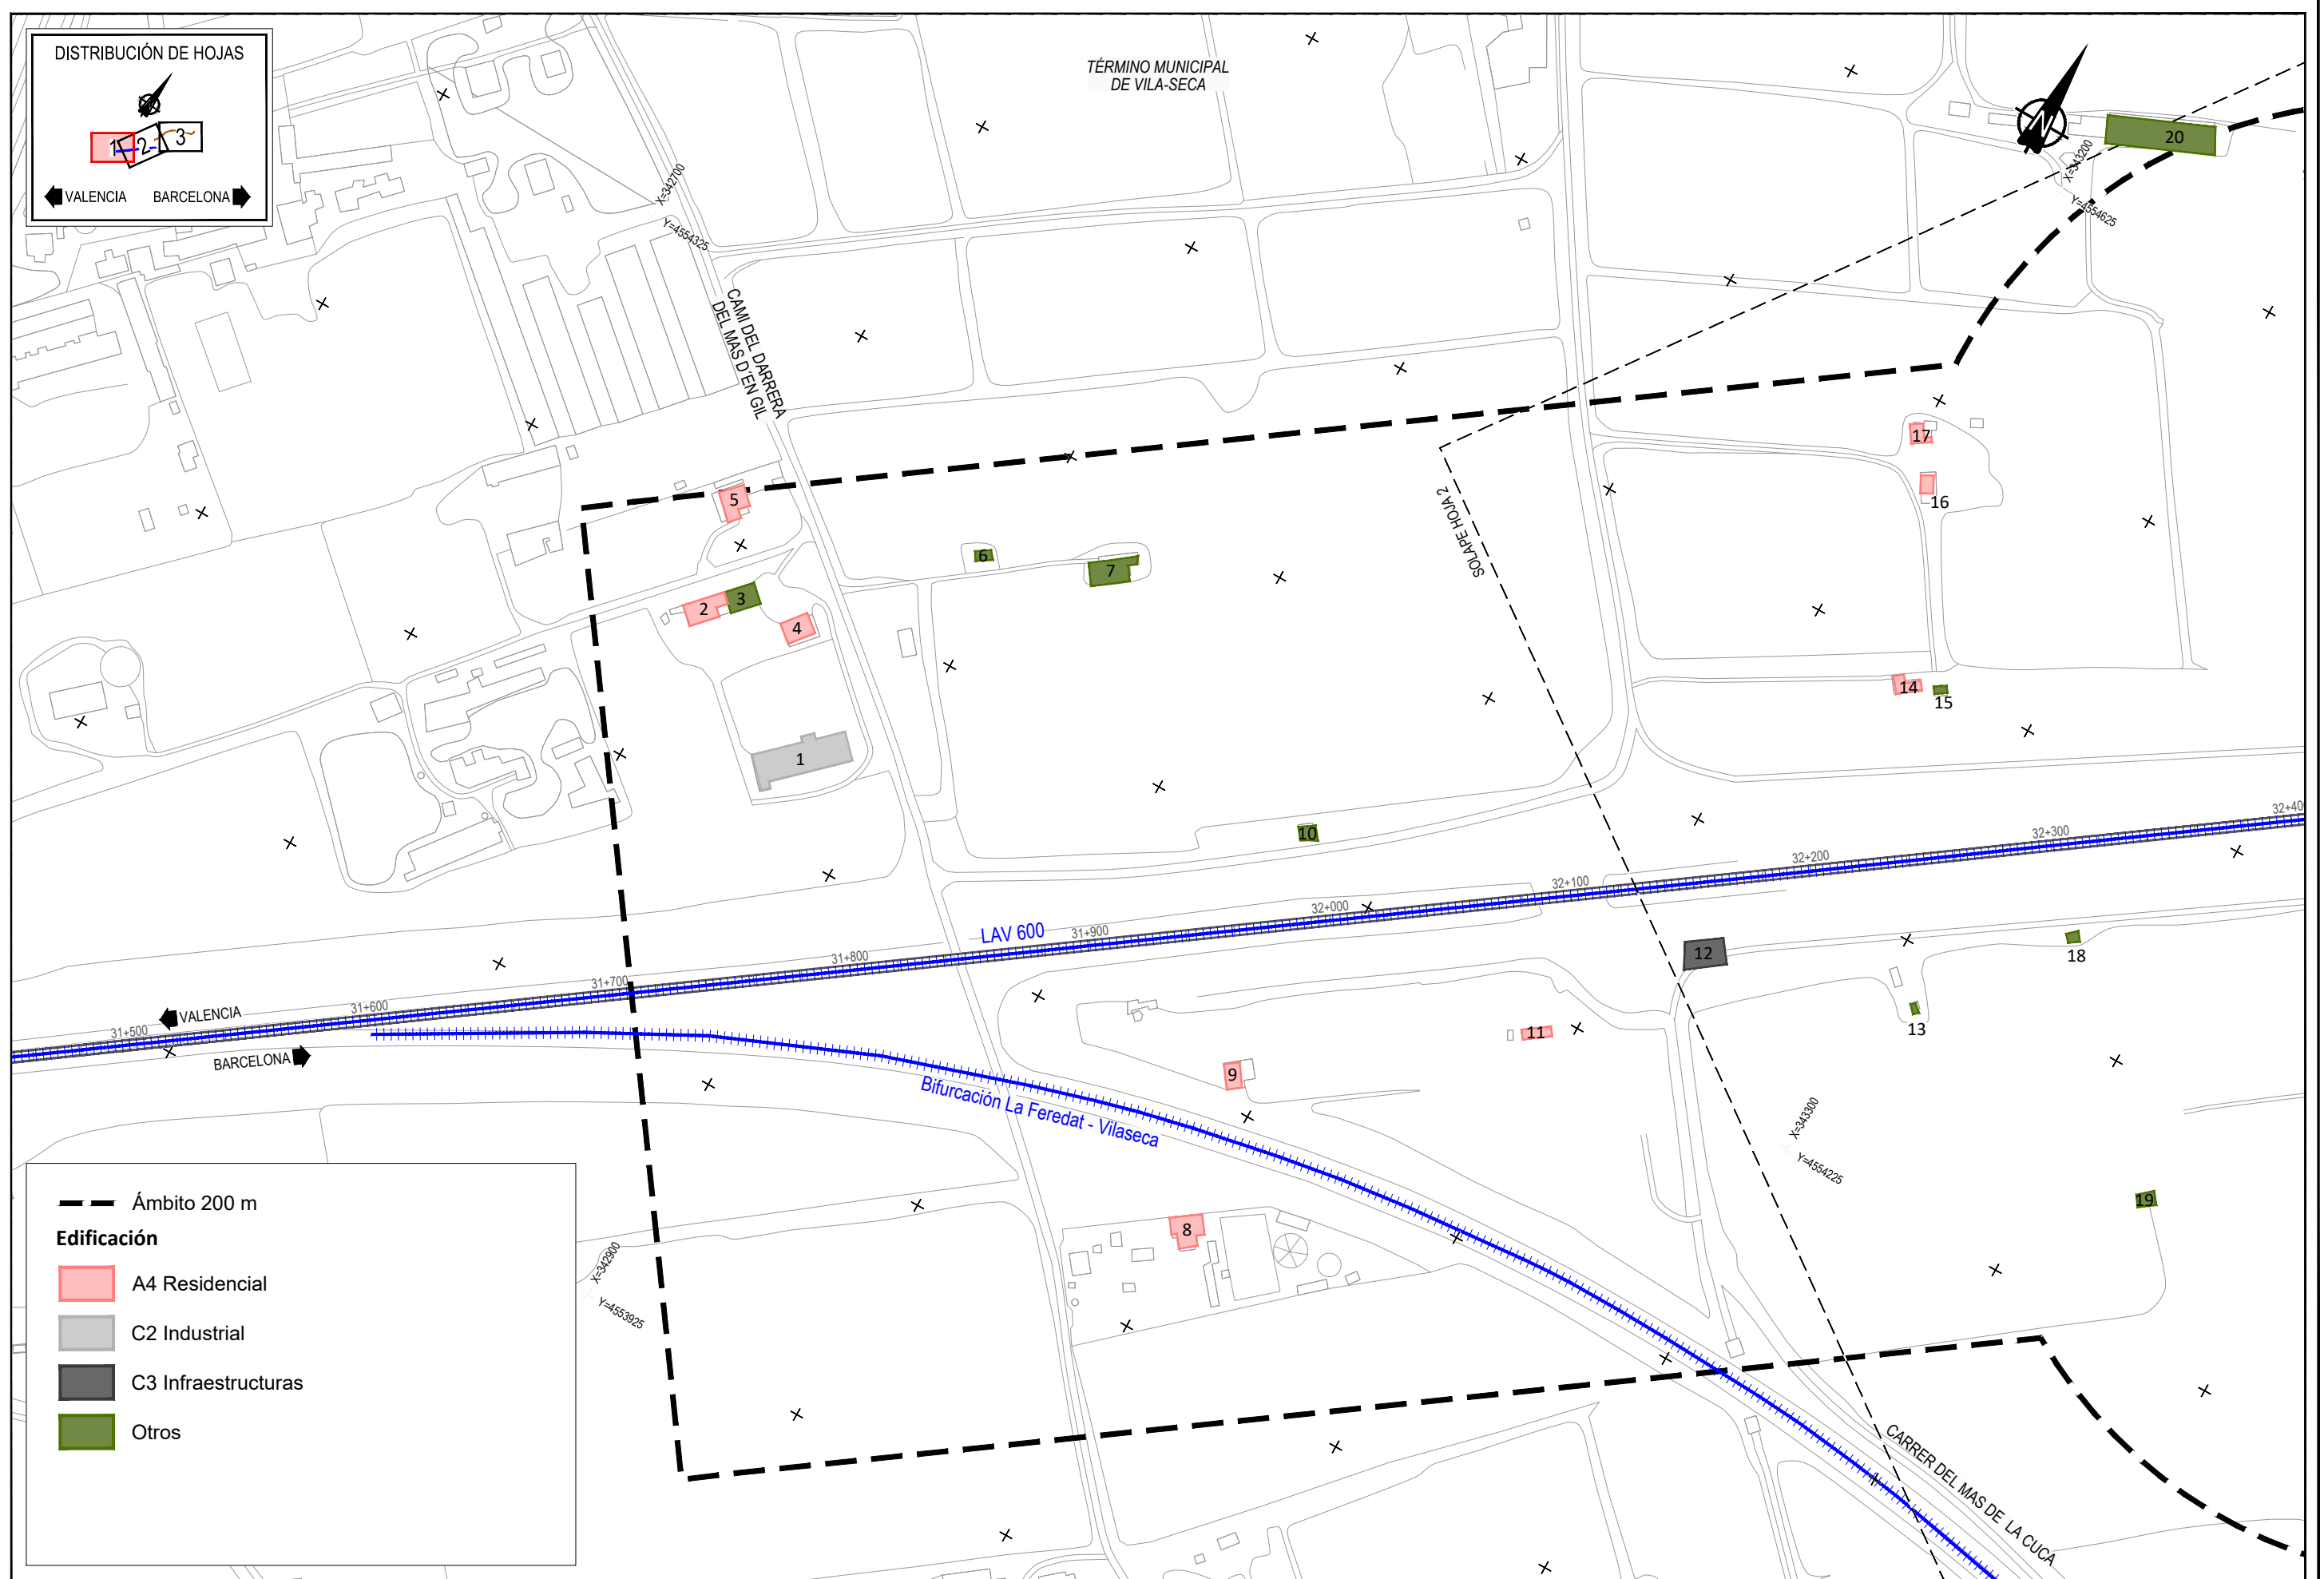 DISTRIBUCIÓN DE HOJAS
1
2
3
VALENCIA
BARCELONA
TÉRMINO MUNICIPAL
DE VILA-SECA
N
20
X=343200
Y=4554625
X=342700
Y=4554325
CAMI DEL DARRERA
DEL MAS D'EN GIL
17
16
5
SOLAPE HOJA 2
6
7
2
3
4
14
15
1
10
32+400
32+300
32+200
32+100
32+000
LAV 600
31+900
31+800
31+700
31+600
31+500
VALENCIA
BARCELONA
12
18
13
11
9
Bifurcación La Feredat - Vilaseca
X=343300
Y=4554225
19
8
X=342900
Y=4553925
Ámbito 200 m
Edificación
A4 Residencial
C2 Industrial
C3 Infraestructuras
Otros
CARRER DEL MAS DE LA CUCA